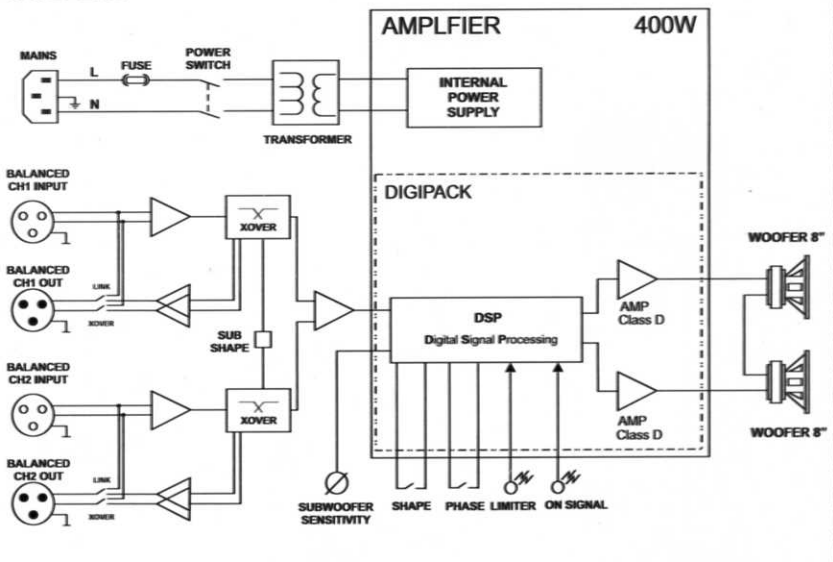 AMPLFIER 400W
MAINS
L
FUSE
POWER
SWITCH
N
TRANSFORMER
INTERNAL
POWER
SUPPLY
BALANCED
CH1 INPUT
XOVER
DIGIPACK
BALANCED
CH1 OUT
LINK
XOVER
SUB
SHAPE
DSP
Digital Signal Processing
AMP
Class D
WOOFER 8"
BALANCED
CH2 INPUT
XOVER
AMP
Class D
WOOFER 8"
BALANCED
CH2 OUT
LINK
XOVER
SUBWOOFER
SENSITIVITY
SHAPE
PHASE
LIMITER
ON SIGNAL